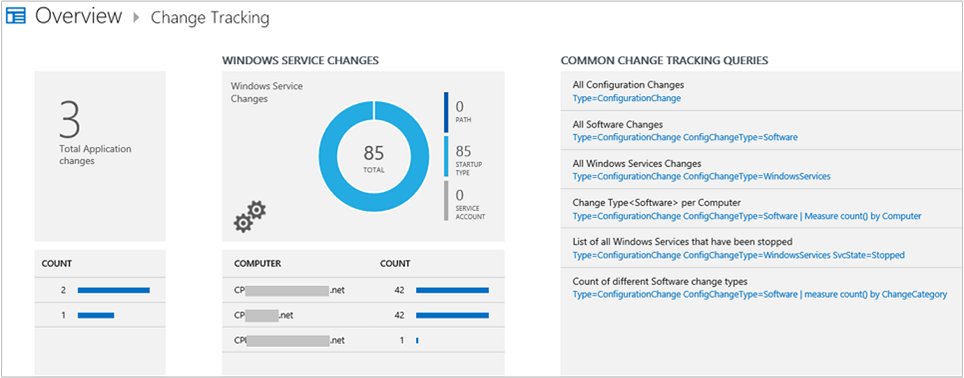 Overview Change Tracking
3
Total Application
changes
COUNT
2
1
WINDOWS SERVICE CHANGES
Windows Service
Changes
85
TOTAL
0
PATH
85
STARTUP
TYPE
0
SERVICE
ACCOUNT
COMPUTER COUNT
CP .net 42
CP .net 42
.net 1
COMMON CHANGE TRACKING QUERIES
All Configuration Changes
Type=ConfigurationChange
All Software Changes
Type=ConfigurationChange ConfigChangeType=Software
All Windows Services Changes
Type=ConfigurationChange ConfigChangeType=WindowsServices
Change Type<Software> per Computer
Type=ConfigurationChange ConfigChangeType=Software | Measure count() by Computer
List of all Windows Services that have been stopped
Type=ConfigurationChange ConfigChangeType=WindowsServices SvcState=Stopped
Count of different Software change types
Type=ConfigurationChange ConfigChangeType=Software | measure count() by ChangeCategory